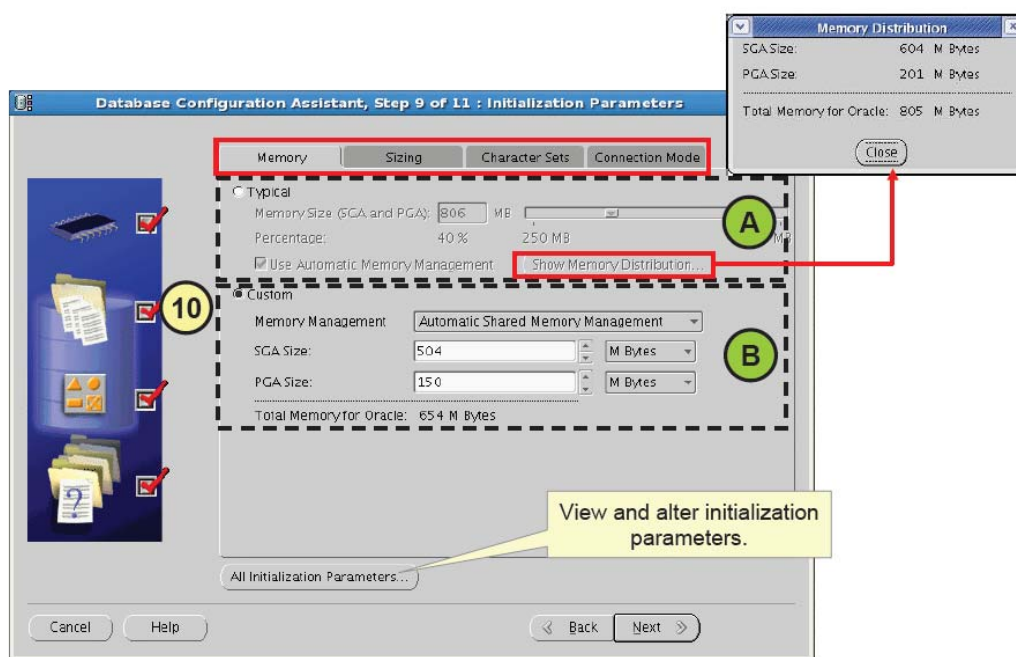 Memory Distribution
SGA Size: 604 M Bytes
PGA Size: 201 M Bytes
Total Memory for Oracle: 805 M Bytes
Close
Database Configuration Assistant, Step 9 of 11 : Initialization Parameters
Memory Sizing Character Sets Connection Mode
Typical
Memory Size (SGA and PGA): 806 MB
A
Percentage: 40 % 250 MB MB
Use Automatic Memory Management Show Memory Distribution...
10
Custom
Memory Management Automatic Shared Memory Management
SGA Size: 504 M Bytes
B
PGA Size: 150 M Bytes
Total Memory for Oracle: 654 M Bytes
?
View and alter initialization
parameters.
All Initialization Parameters...
Cancel Help Back Next